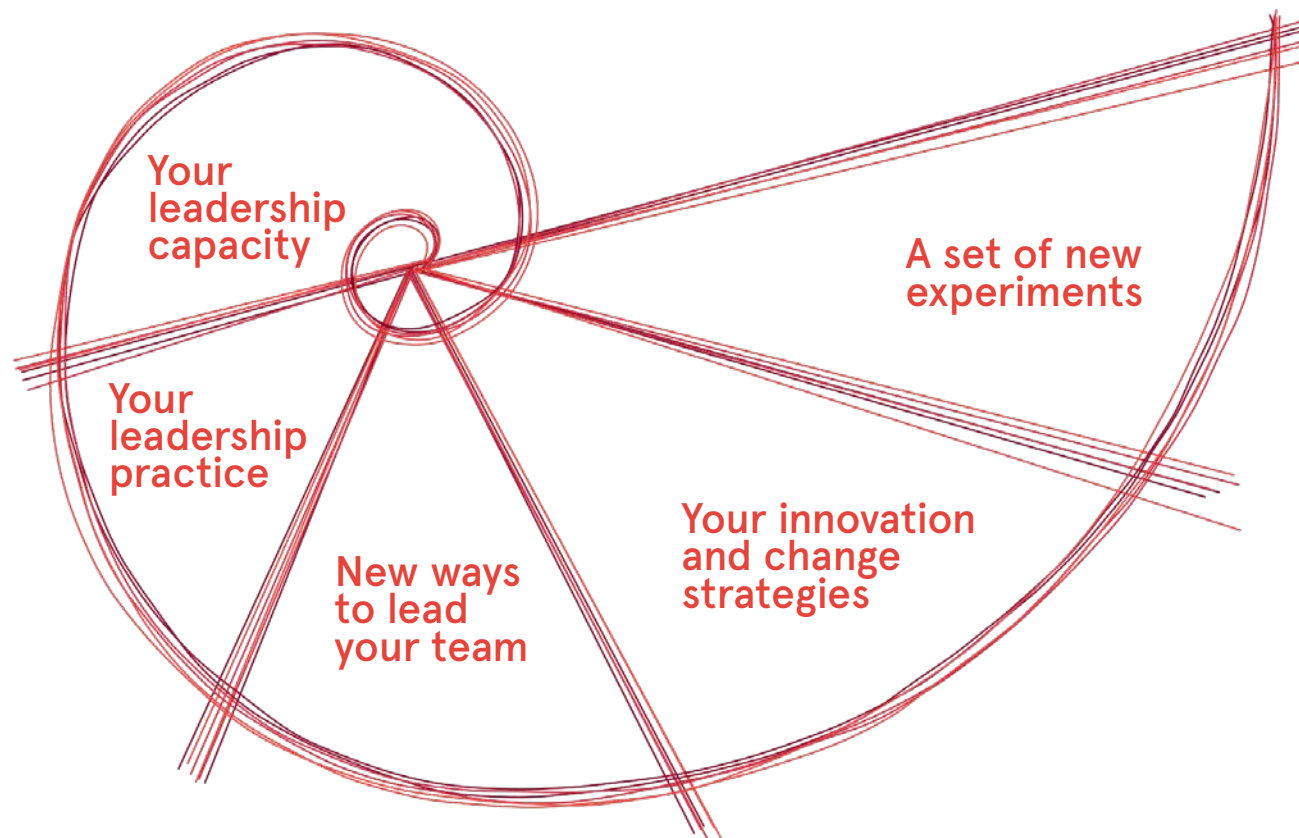 Your
leadership
capacity
Your
leadership
practice
New ways
to lead
your team
Your innovation
and change
strategies
A set of new
experiments